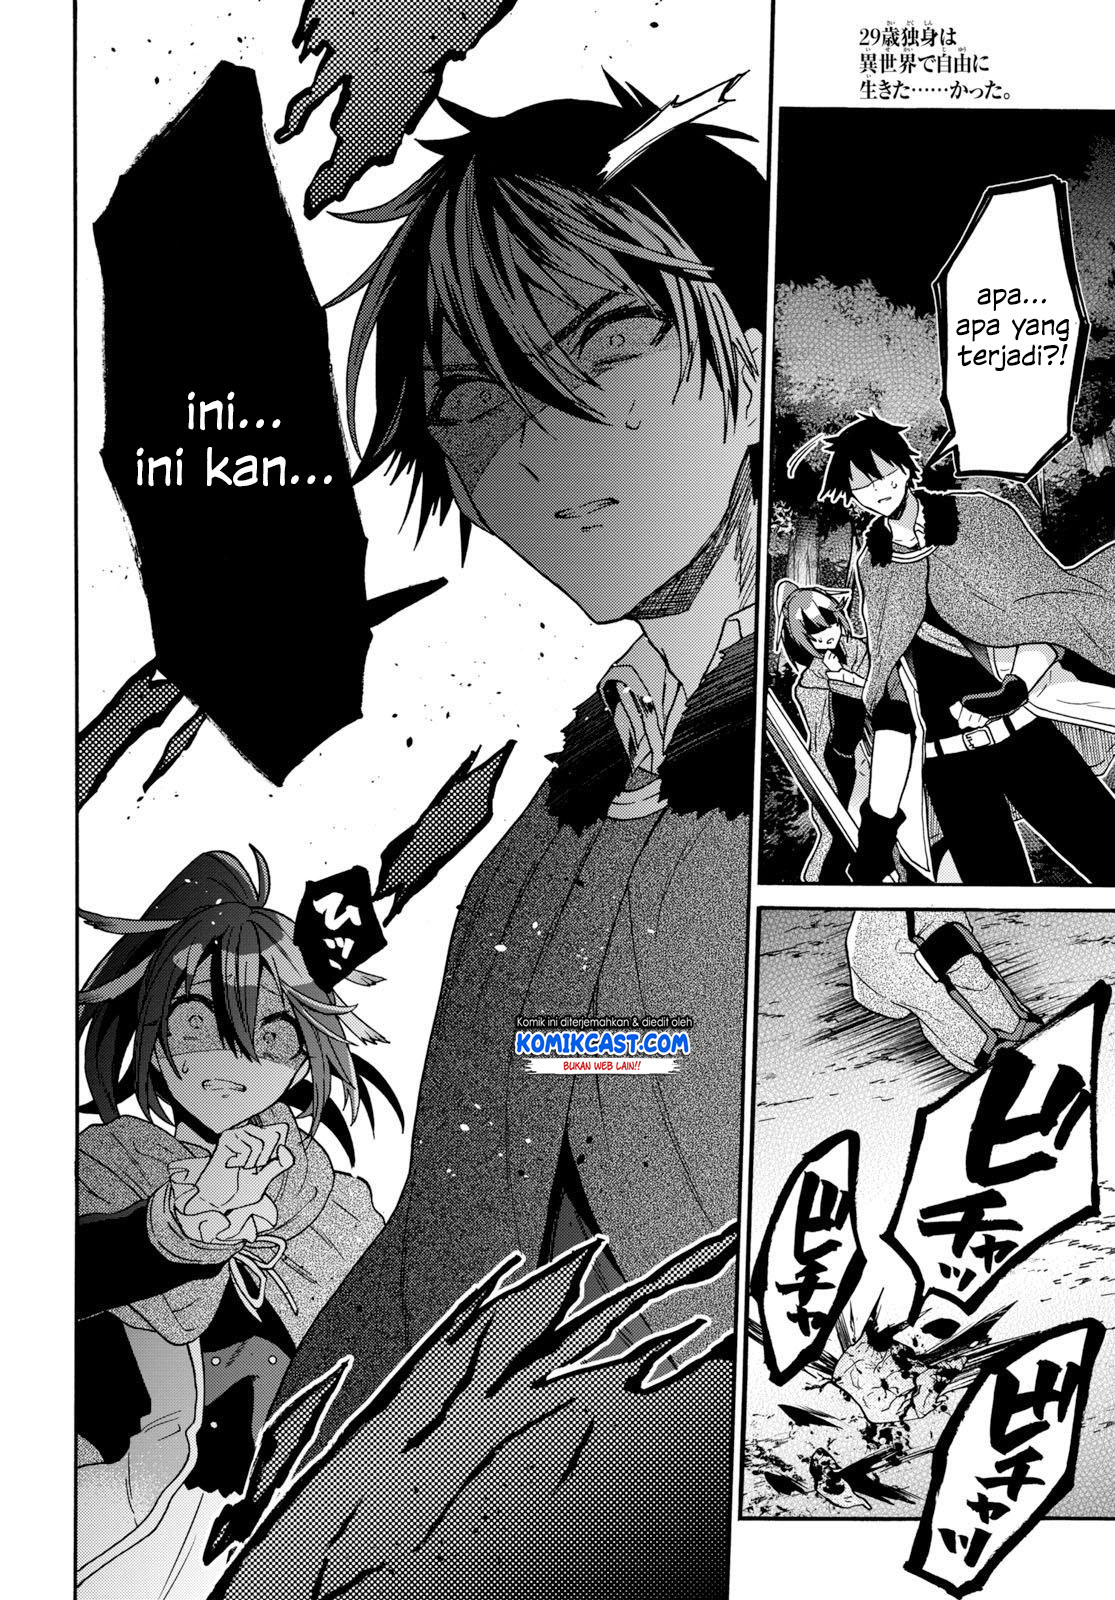 29歳独身は
異世界で自由に
生きた……かった。
apa...
apa yang
terjadi?!
ビチャッ
ビチャ
ビチャッ
ini...
ini kan...
ひッ
Komik ini diterjemahkan & diedit oleh
KOMIKCAST.COM
BUKAN WEB LAIN!!